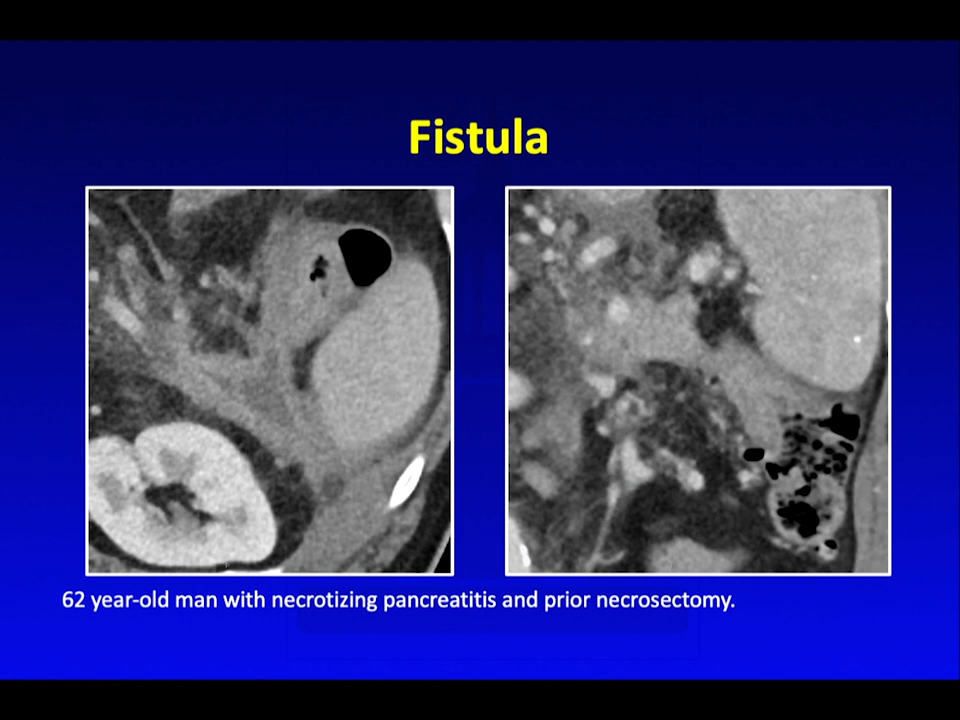 Fistula
62 year-old man with necrotizing pancreatitis and prior necrosectomy.